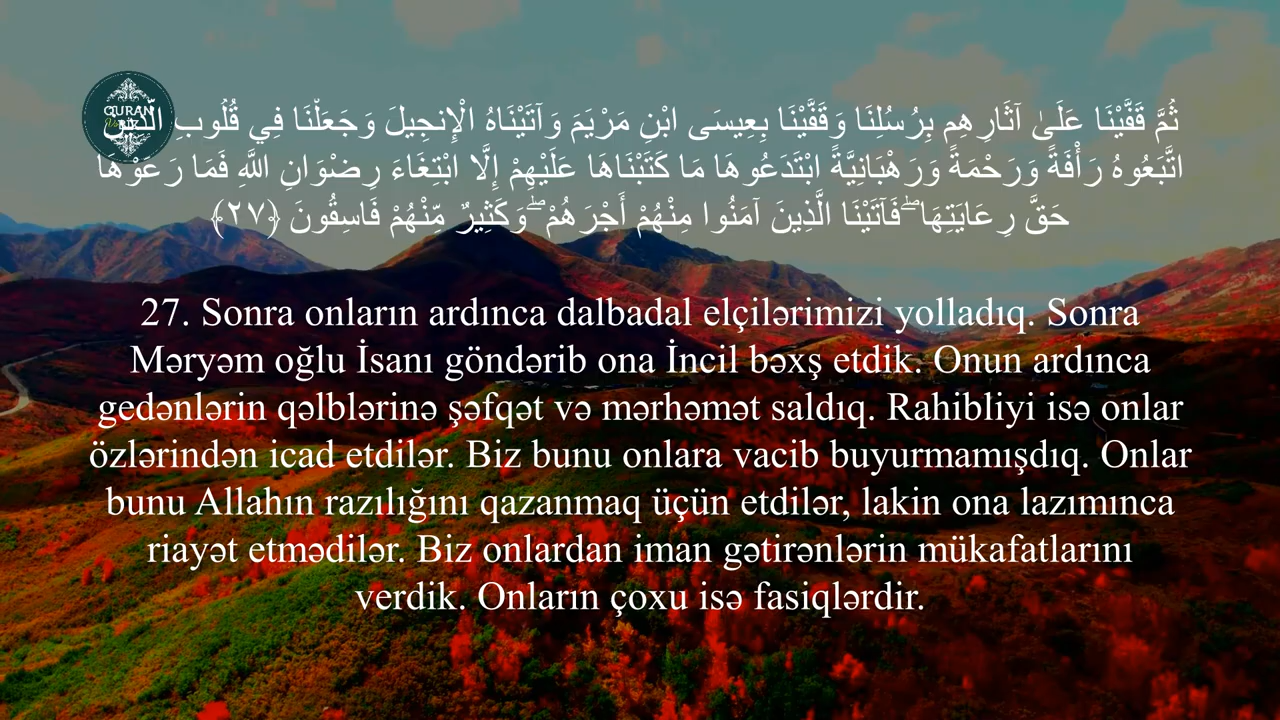 QURAN
ثُمَّ قَفَّيْنَا عَلَىٰ آثَارِهِم بِرُسُلِنَا وَقَفَّيْنَا بِعِيسَى ابْنِ مَرْيَمَ وَآتَيْنَاهُ الْإِنجِيلَ وَجَعَلْنَا فِي قُلُوبِ الَّذِينَ
اتَّبَعُوهُ رَأْفَةً وَرَحْمَةً وَرَهْبَانِيَّةً ابْتَدَعُوهَا مَا كَتَبْنَاهَا عَلَيْهِمْ إِلَّا ابْتِغَاءَ رِضْوَانِ اللَّهِ فَمَا رَعَوْهَا
حَقَّ رِعَايَتِهَا ۖ فَآتَيْنَا الَّذِينَ آمَنُوا مِنْهُمْ أَجْرَهُمْ ۖ وَكَثِيرٌ مِّنْهُمْ فَاسِقُونَ ﴿٢٧﴾
27. Sonra onların ardınca dalbadal elçilərimizi yolladıq. Sonra
Məryəm oğlu İsanı göndərib ona İncil bəxş etdik. Onun ardınca
gedənlərin qəlblərinə şəfqət və mərhəmət saldıq. Rahibliyi isə onlar
özlərindən icad etdilər. Biz bunu onlara vacib buyurmamışdıq. Onlar
bunu Allahın razılığını qazanmaq üçün etdilər, lakin ona lazımınca
riayət etmədilər. Biz onlardan iman gətirənlərin mükafatlarını
verdik. Onların çoxu isə fasiqlərdir.